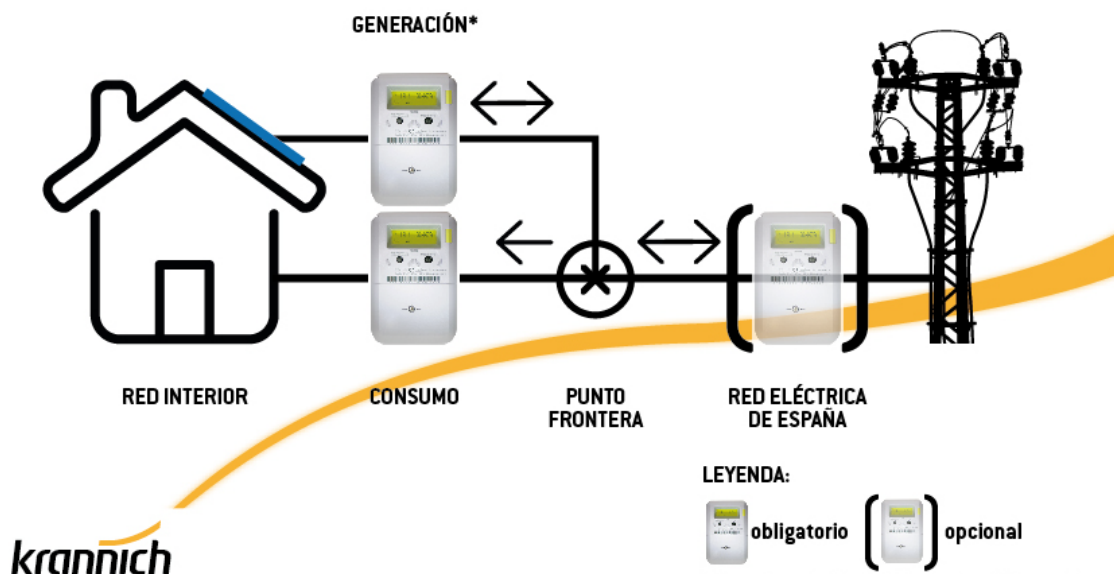 GENERACIÓN*
RED INTERIOR
CONSUMO
PUNTO
FRONTERA
RED ELÉCTRICA
DE ESPAÑA
LEYENDA:
obligatorio
opcional
krannich